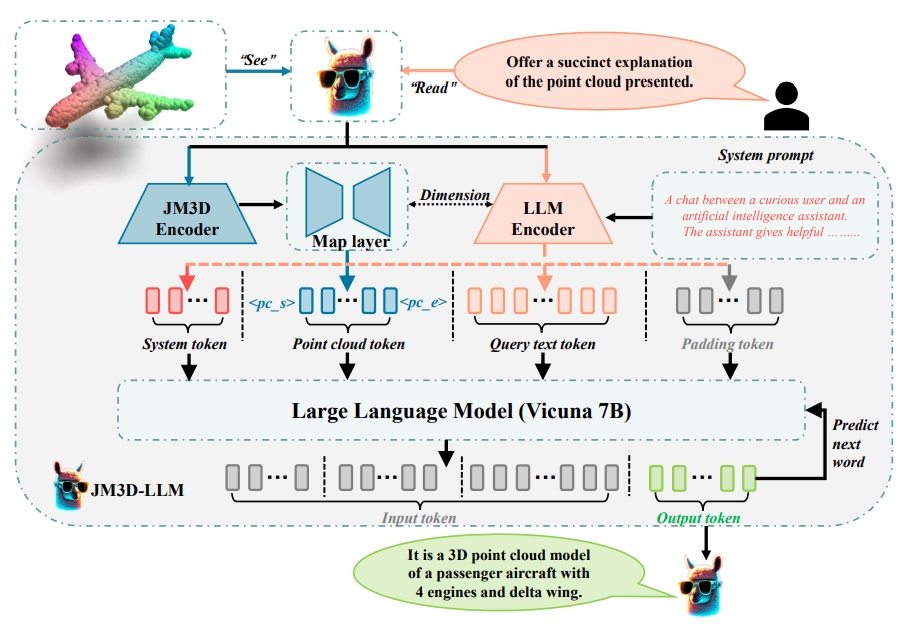 "See"
"Read"
Offer a succinct explanation
of the point cloud presented.
System prompt
JM3D
Encoder
Map layer
Dimension
LLM
Encoder
A chat between a curious user and an
artificial intelligence assistant.
The assistant gives helpful ………
<pc_s>
<pc_e>
System token
Point cloud token
Query text token
Padding token
Large Language Model (Vicuna 7B)
Predict
next
word
JM3D-LLM
Input token
Output token
It is a 3D point cloud model
of a passenger aircraft with
4 engines and delta wing.